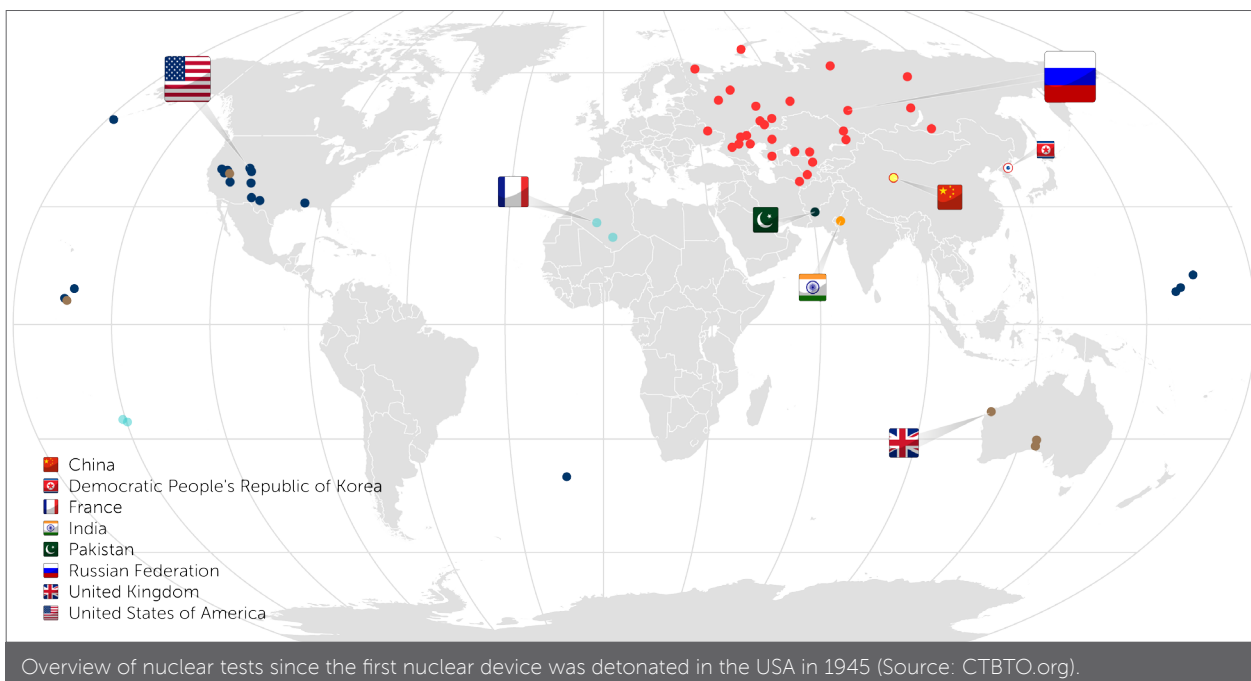 China
Democratic People's Republic of Korea
France
India
Pakistan
Russian Federation
United Kingdom
United States of America
Overview of nuclear tests since the first nuclear device was detonated in the USA in 1945 (Source: CTBTO.org).